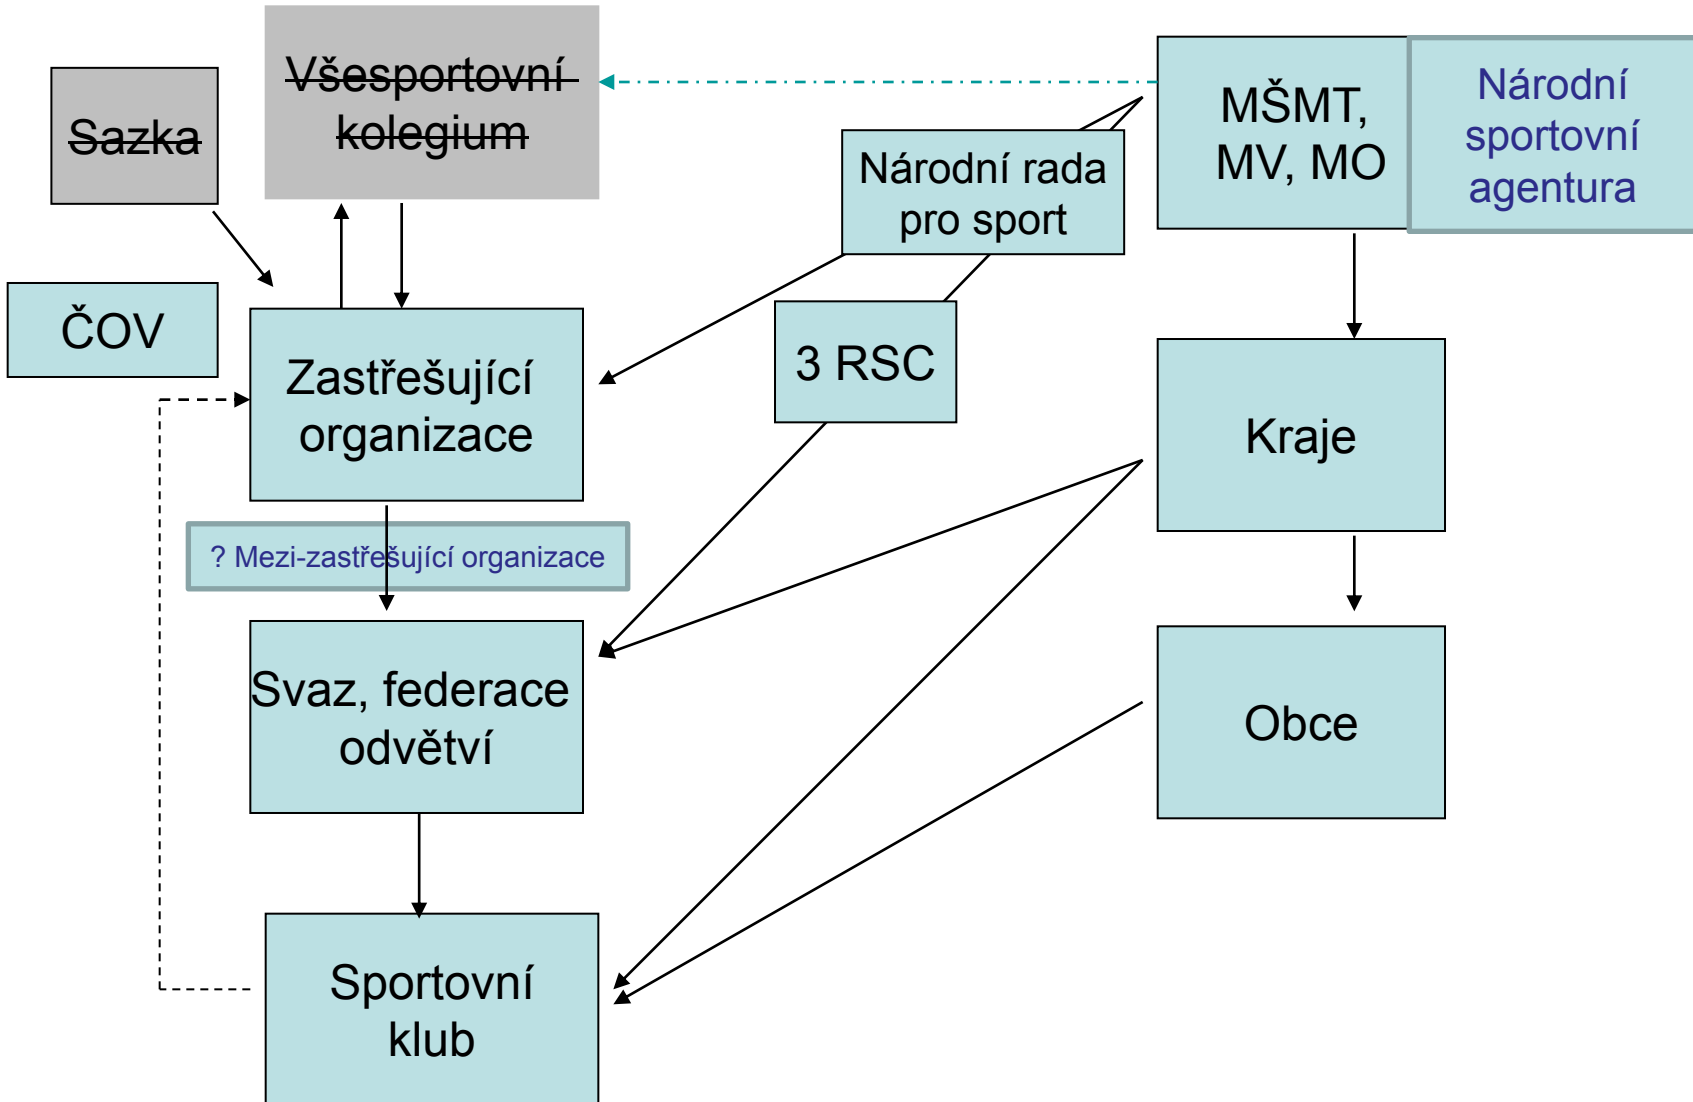 Všesportovní
kolegium
Sazka
MŠMT,
MV, MO
Národní
sportovní
agentura
Národní rada
pro sport
ČOV
Zastřešující
organizace
3 RSC
Kraje
? Mezi-zastřešující organizace
Svaz, federace
odvětví
Obce
Sportovní
klub